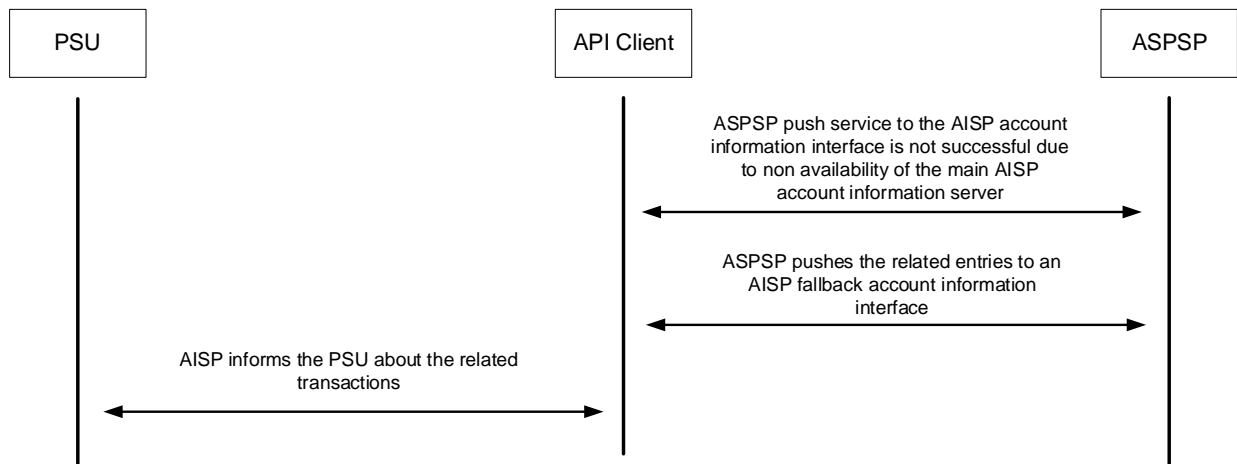 PSU
API Client
ASPSP
ASPSP push service to the AISP account
information interface is not successful due
to non availability of the main AISP
account information server
ASPSP pushes the related entries to an
AISP fallback account information
interface
AISP informs the PSU about the related
transactions